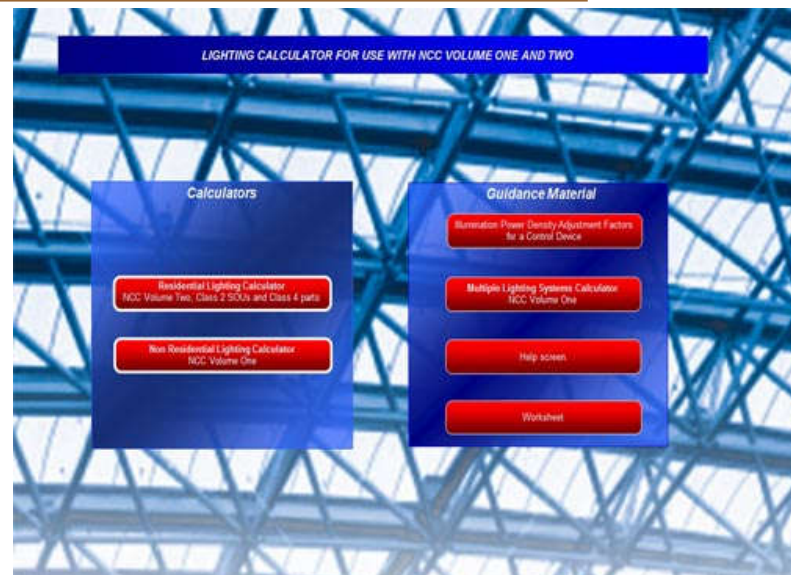 LIGHTING CALCULATOR FOR USE WITH NCC VOLUME ONE AND TWO
Calculators
Residential Lighting Calculator
NCC Volume Two, Class 2 SOUs and Class 4 parts
Non Residential Lighting Calculator
NCC Volume One
Guidance Material
Illumination Power Density Adjustment Factors
for a Control Device
Multiple Lighting Systems Calculator
NCC Volume One
Help screen
Worksheet